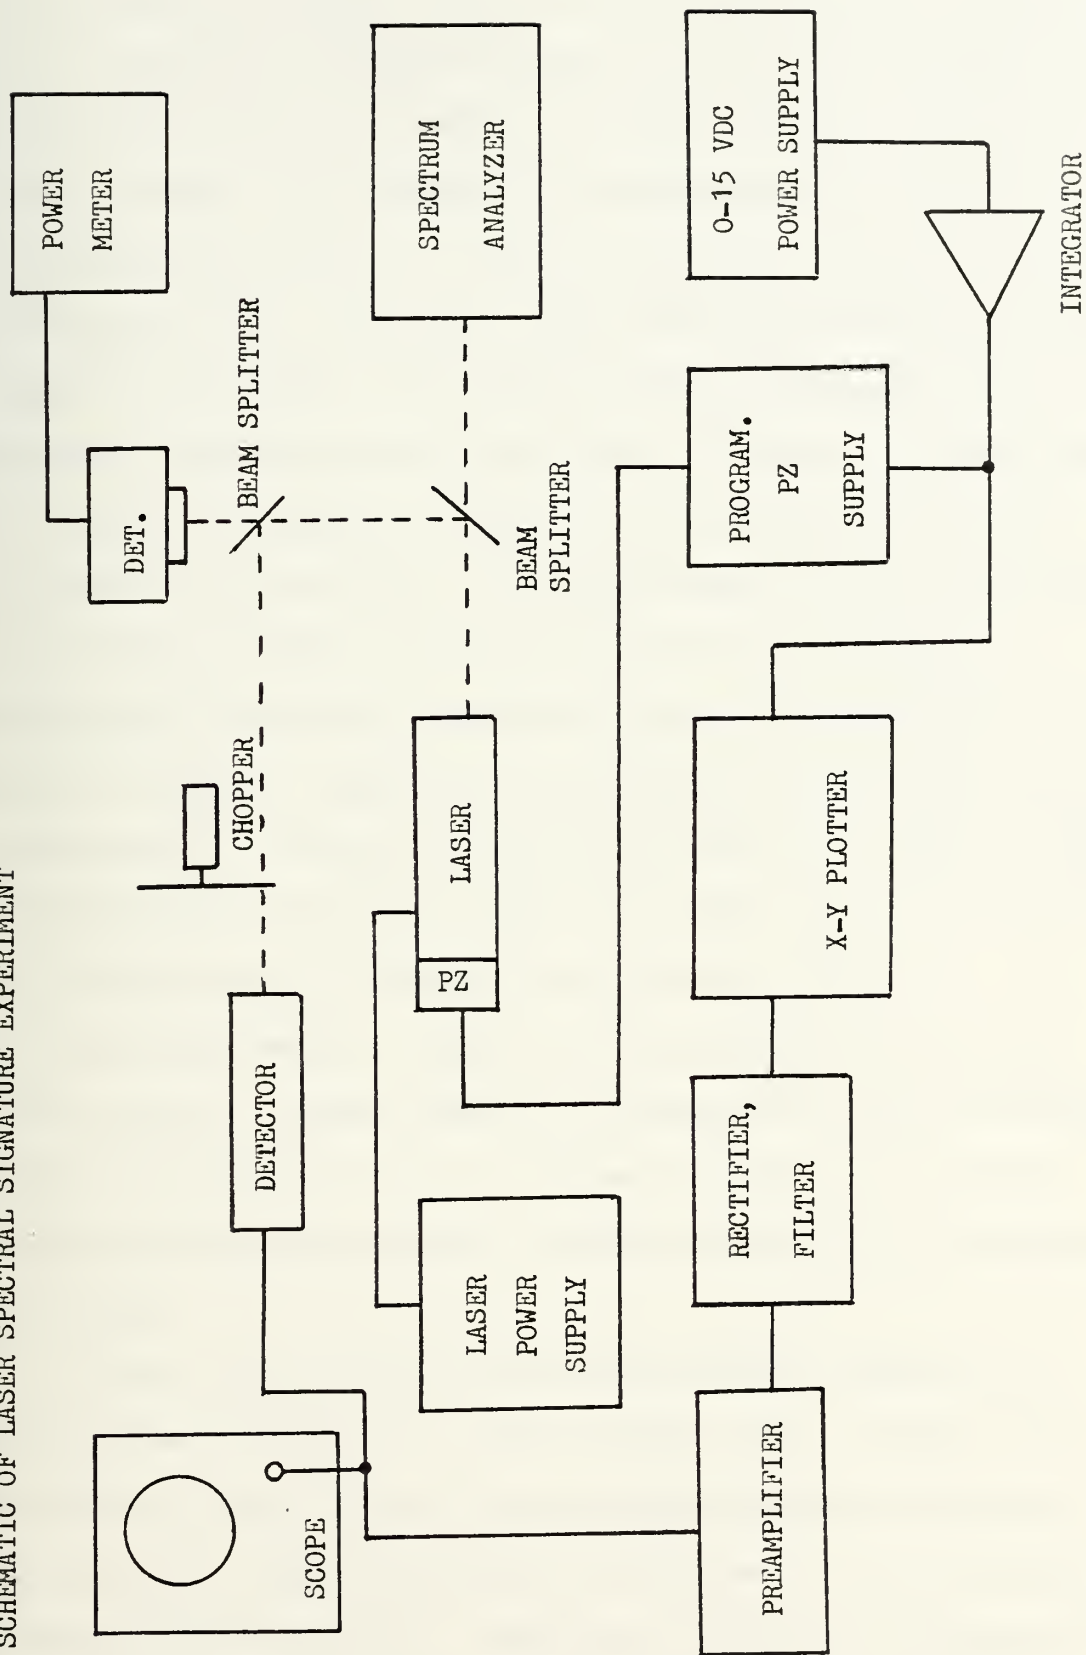 SCHEMATIC OF LASER SPECTRAL SIGNATURE EXPERIMENT
SCOPE
DETECTOR
CHOPPER
BEAM SPLITTER
DET.
POWER
METER
LASER
POWER
SUPPLY
PZ
LASER
BEAM
SPLITTER
SPECTRUM
ANALYZER
PREAMPLIFIER
RECTIFIER,
FILTER
X-Y PLOTTER
PROGRAM.
PZ
SUPPLY
0-15 VDC
POWER SUPPLY
INTEGRATOR